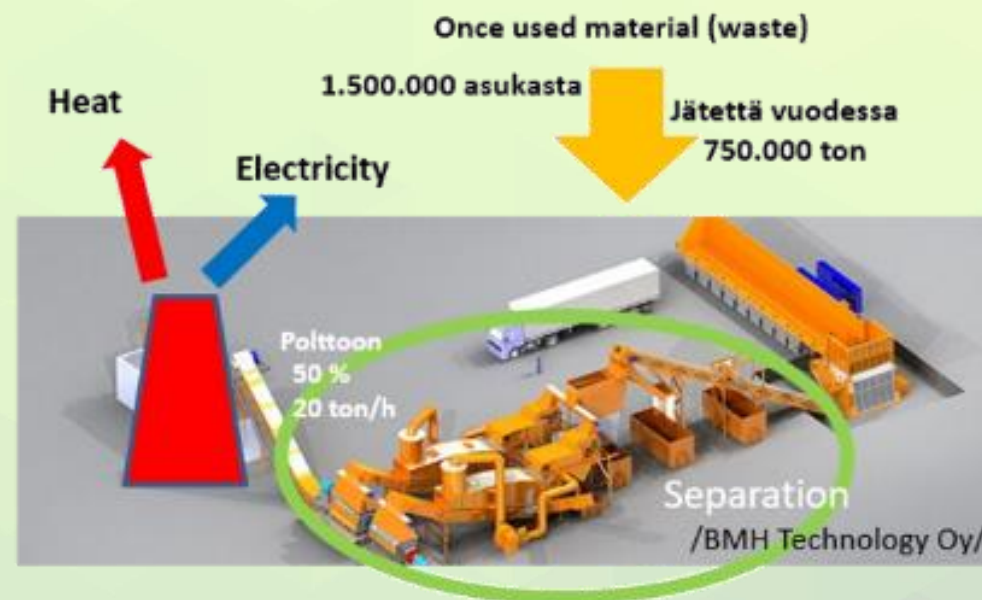 Once used material (waste)
1.500.000 asukasta
Jätettä vuodessa
750.000 ton
Heat
Electricity
Polttoon
50 %
20 ton/h
Separation
/BMH Technology Oy/